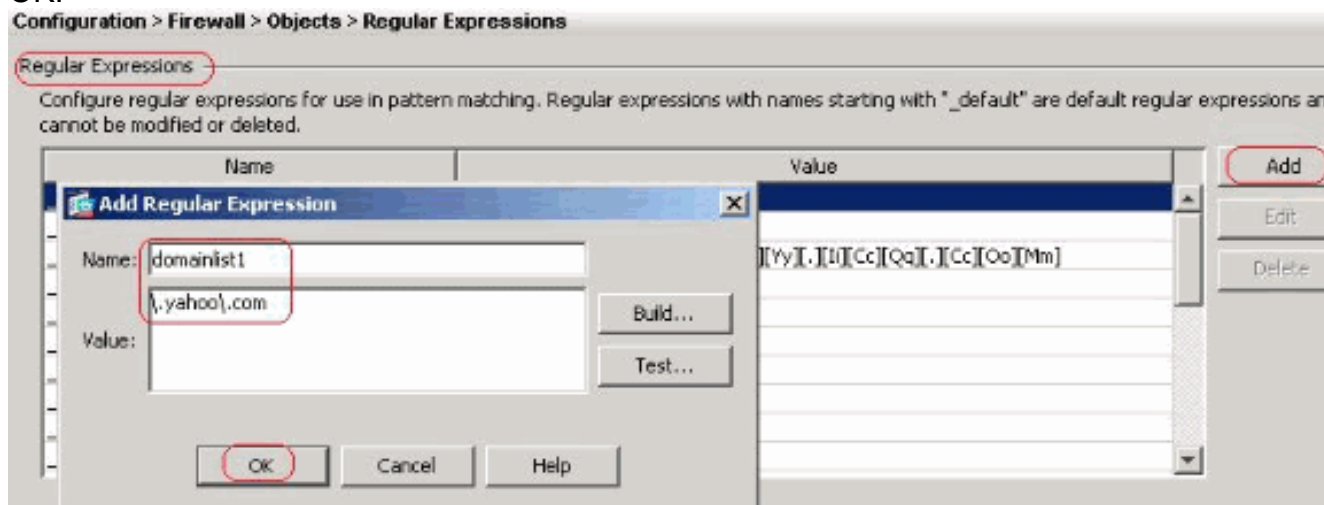 Configuration > Firewall > Objects > Regular Expressions
Regular Expressions
Configure regular expressions for use in pattern matching. Regular expressions with names starting with "_default" are default regular expressions
cannot be modified or deleted.
Name Value
Add
Add Regular Expression
Edit
Name: domainlist1
][Yy][.][Ii][Cc][Qq][.][Cc][Oo][Mm]
Delete
\.yahoo\.com
Build...
Value:
Test...
OK Cancel Help